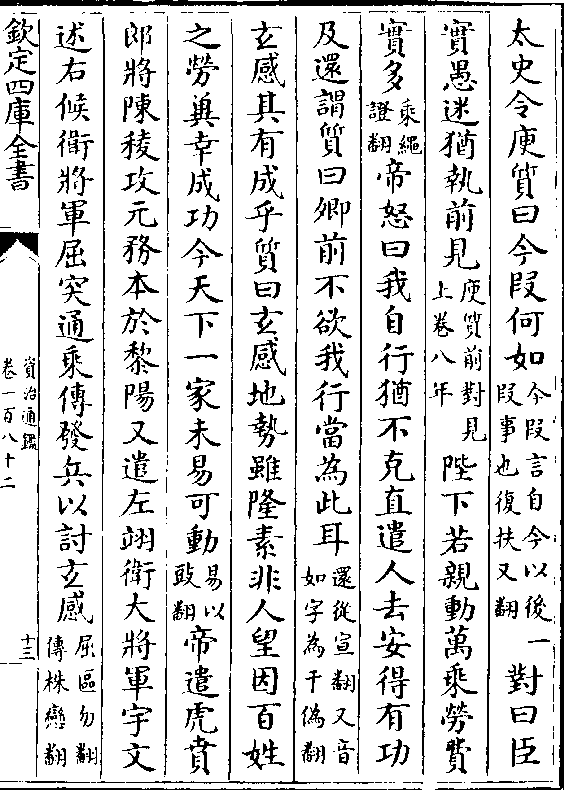 太史令庾質曰今段何如今段言自今以後一段事也復扶又翻對曰臣
實愚迷猶執前見庾質前對見上卷八年陛下若親動萬乘勞費
實多乘繩證翻帝怒曰我自行猶不克直遣人去安得有功
及還謂質曰卿前不欲我行當為此耳還從宣翻又音如字為于偽翻
玄感其有成乎質曰玄感地勢雖隆素非人望因百姓
之勞兾幸成功今天下一家未易可動易以豉翻帝遣虎賁
郎將陳稜攻元務本於黎陽又遣左翊衛大將軍宇文
述右候衛將軍屈突通乘傳發兵以討玄感屈區勿翻傳株戀翻
欽定四庫全書
資治通鑑
卷一百八十二
十三